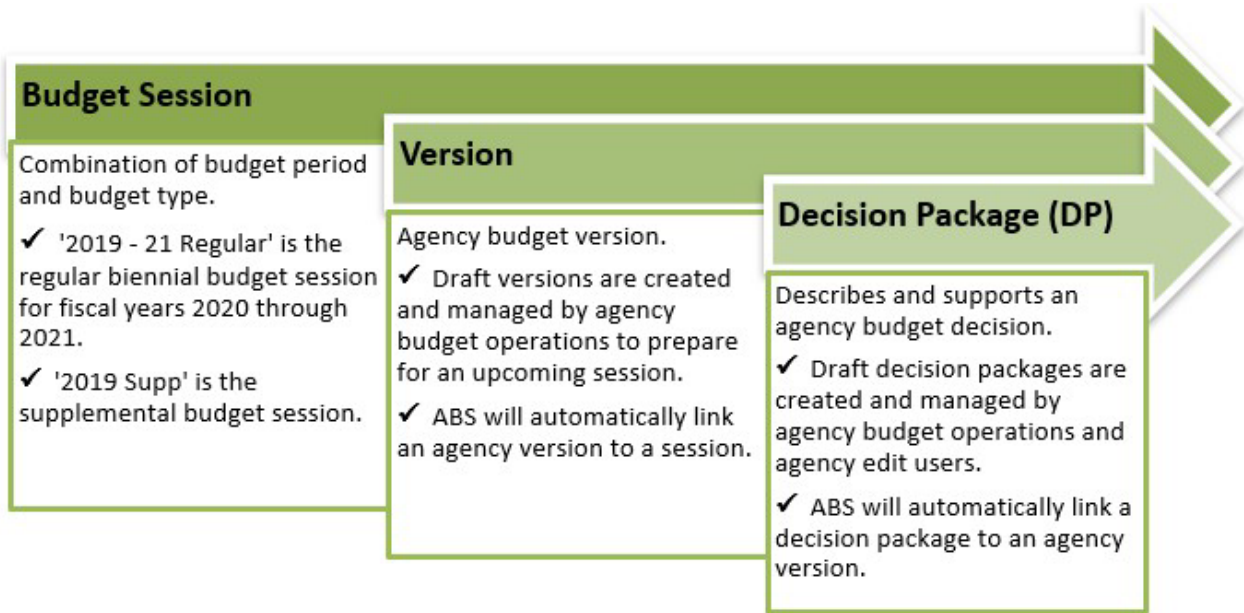 Budget Session
Combination of budget period
and budget type.
✓ '2019 - 21 Regular' is the
regular biennial budget session
for fiscal years 2020 through
2021.
✓ '2019 Supp' is the
supplemental budget session.
Version
Agency budget version.
✓ Draft versions are created
and managed by agency
budget operations to prepare
for an upcoming session.
✓ ABS will automatically link
an agency version to a session.
Decision Package (DP)
Describes and supports an
agency budget decision.
✓ Draft decision packages are
created and managed by
agency budget operations and
agency edit users.
✓ ABS will automatically link a
decision package to an agency
version.